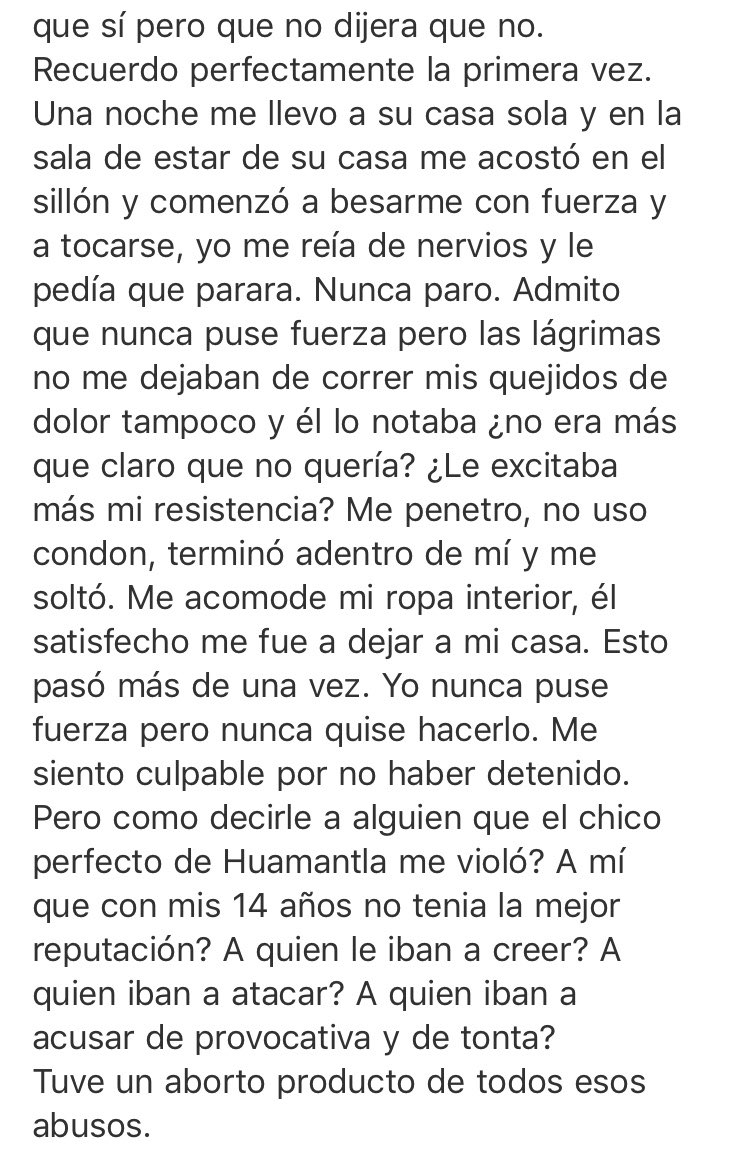 que sí pero que no dijera que no.
Recuerdo perfectamente la primera vez.
Una noche me llevo a su casa sola y en la
sala de estar de su casa me acostó en el
sillón y comenzó a besarme con fuerza y
a tocarse, yo me reía de nervios y le
pedía que parara. Nunca paro. Admito
que nunca puse fuerza pero las lágrimas
no me dejaban de correr mis quejidos de
dolor tampoco y él lo notaba ¿no era más
que claro que no quería? ¿Le excitaba
más mi resistencia? Me penetro, no uso
condon, terminó adentro de mí y me
soltó. Me acomode mi ropa interior, él
satisfecho me fue a dejar a mi casa. Esto
pasó más de una vez. Yo nunca puse
fuerza pero nunca quise hacerlo. Me
siento culpable por no haber detenido.
Pero como decirle a alguien que el chico
perfecto de Huamantla me violó? A mí
que con mis 14 años no tenia la mejor
reputación? A quien le iban a creer? A
quien iban a atacar? A quien iban a
acusar de provocativa y de tonta?
Tuve un aborto producto de todos esos
abusos.